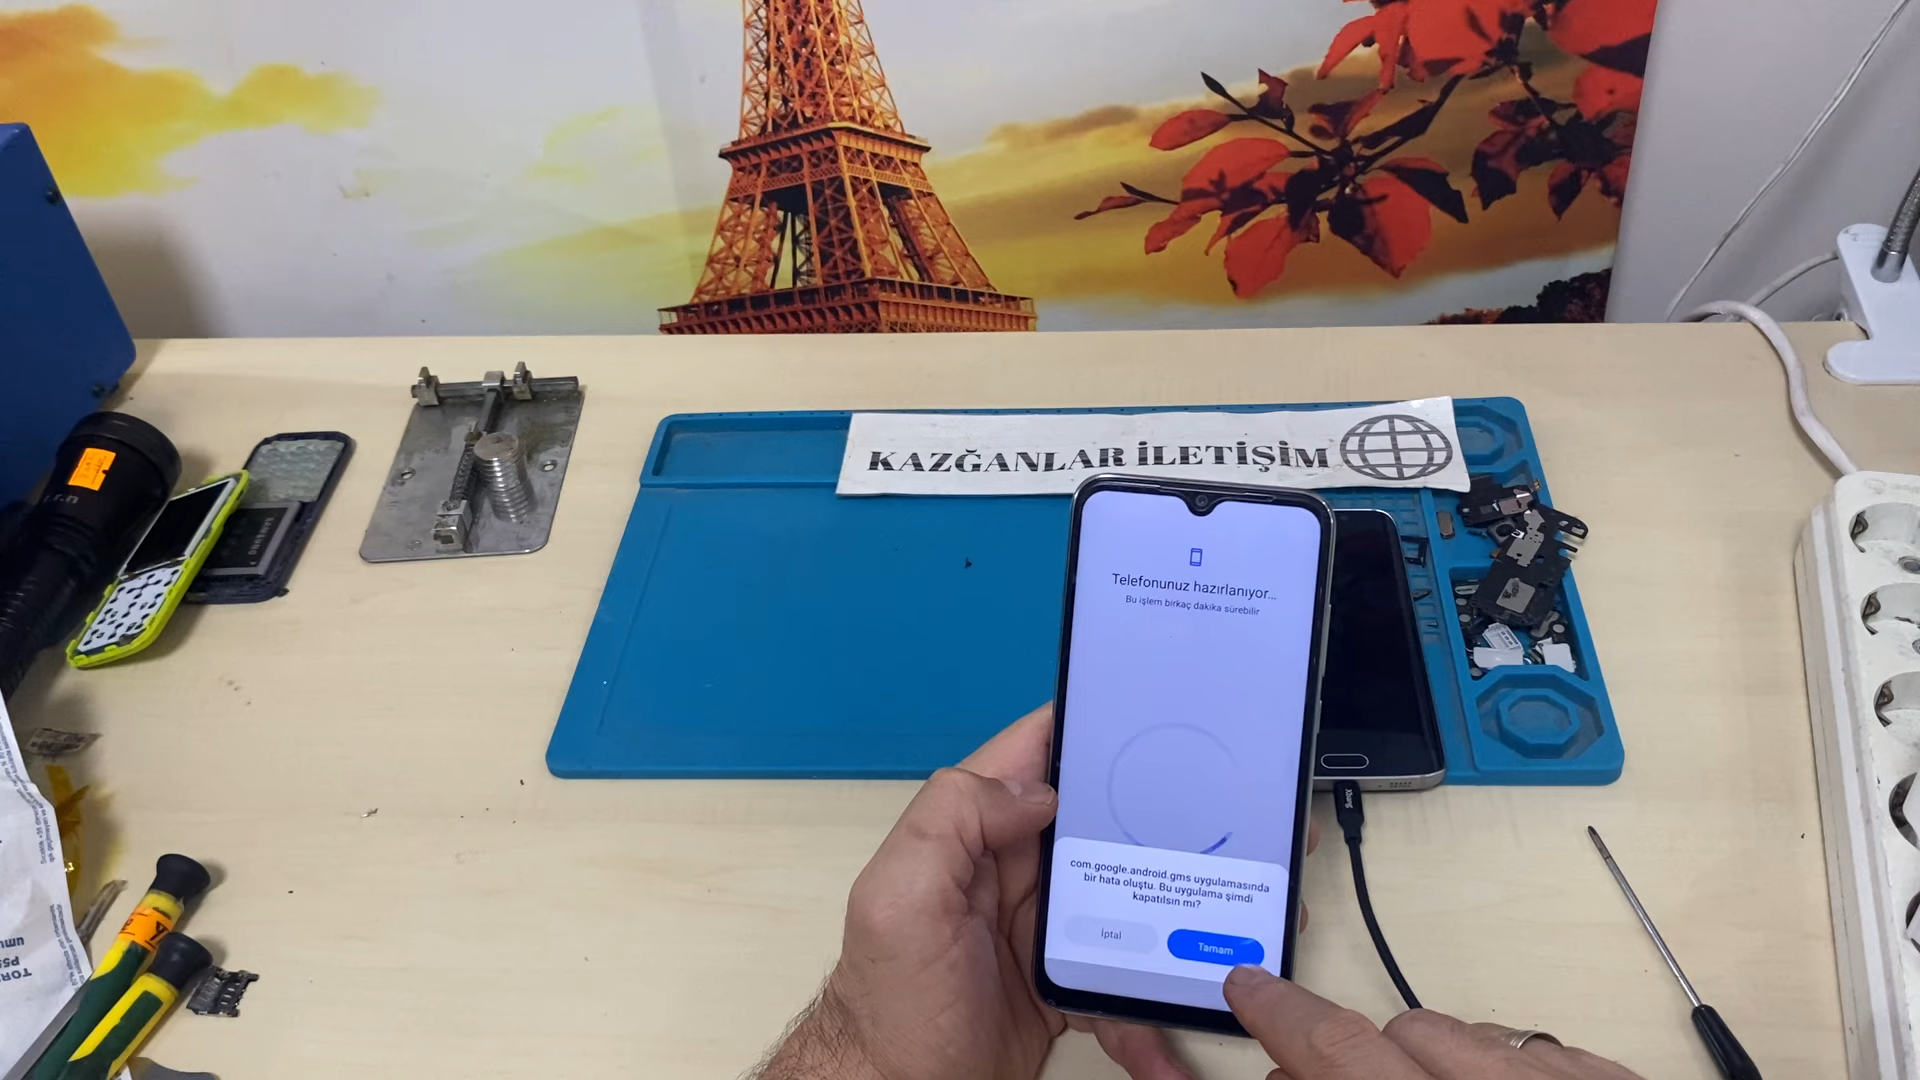 KAZĞANLAR İLETİŞİM
Telefonunuz hazırlanıyor...
Bu işlem birkaç dakika sürebilir
com.google.android.gms uygulamasında
bir hata oluştu. Bu uygulama şimdi
kapatılsın mı?
İptal
Tamam
SAMSUNG